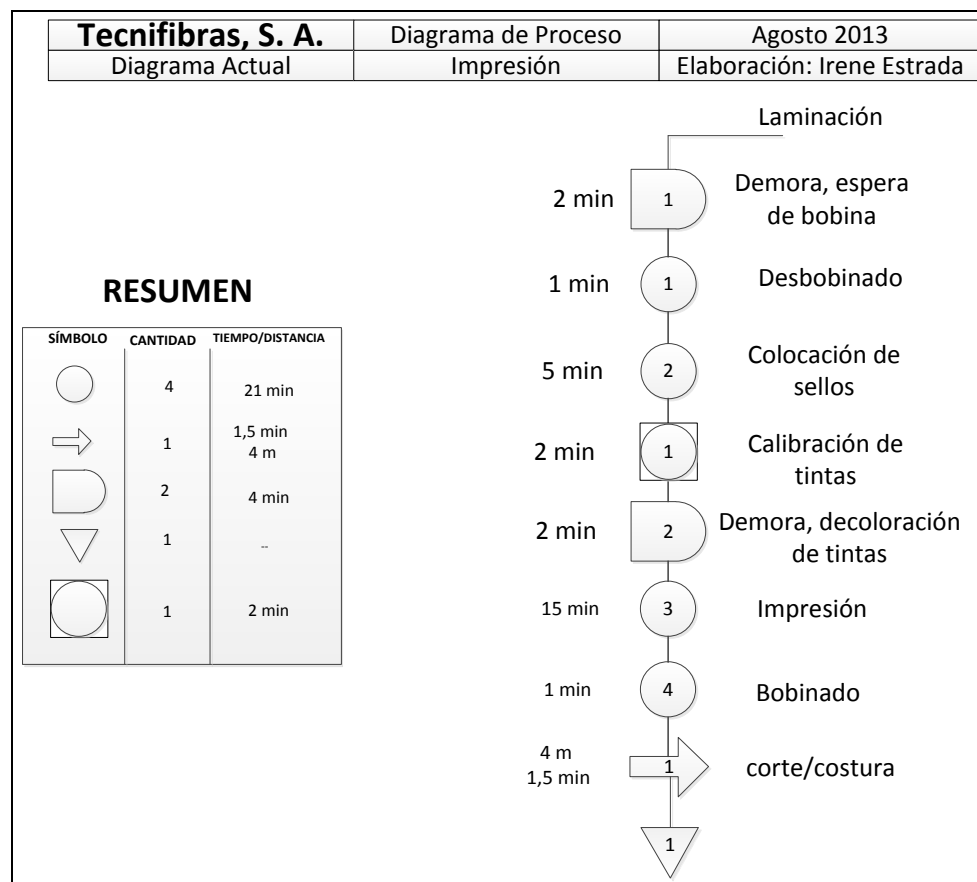 Tecnifibras, S. A. Diagrama de Proceso Agosto 2013
Diagrama Actual Impresión Elaboración: Irene Estrada
Laminación
2 min 1 Demora, espera
de bobina
1 min 1 Desbobinado
5 min 2 Colocación de
sellos
2 min 1 Calibración de
tintas
2 min 2 Demora, decoloración
de tintas
15 min 3 Impresión
1 min 4 Bobinado
4 m
1,5 min 1 corte/costura
1
RESUMEN
SÍMBOLO CANTIDAD TIEMPO/DISTANCIA
4 21 min
1 1,5 min
4 m
2 4 min
1 --
1 2 min